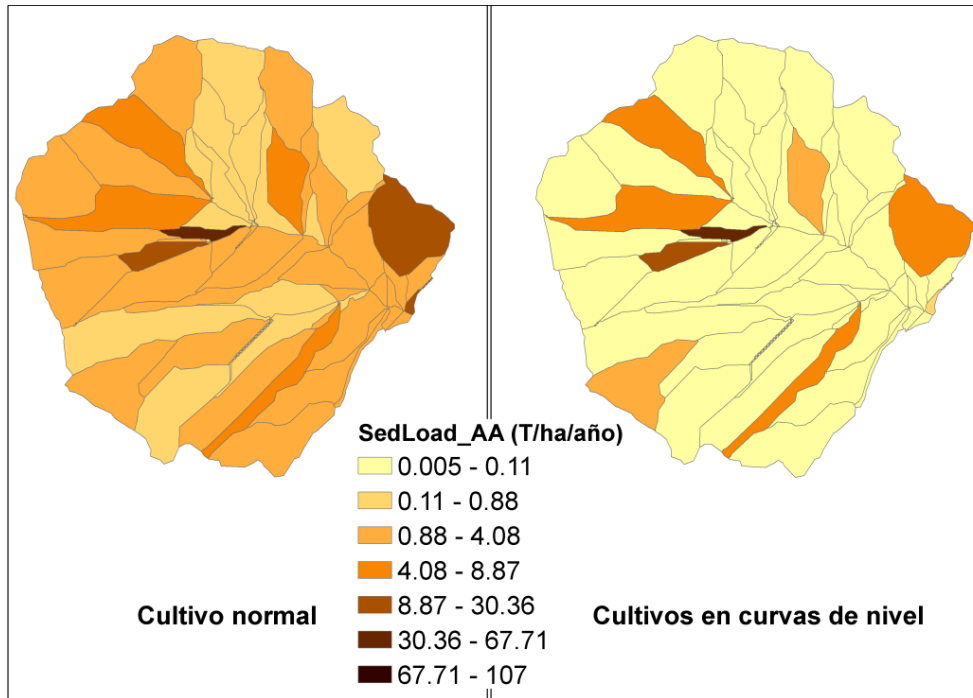 SedLoad_AA (T/ha/año)
0.005 - 0.11
0.11 - 0.88
0.88 - 4.08
4.08 - 8.87
8.87 - 30.36
30.36 - 67.71
67.71 - 107
Cultivo normal
Cultivos en curvas de nivel